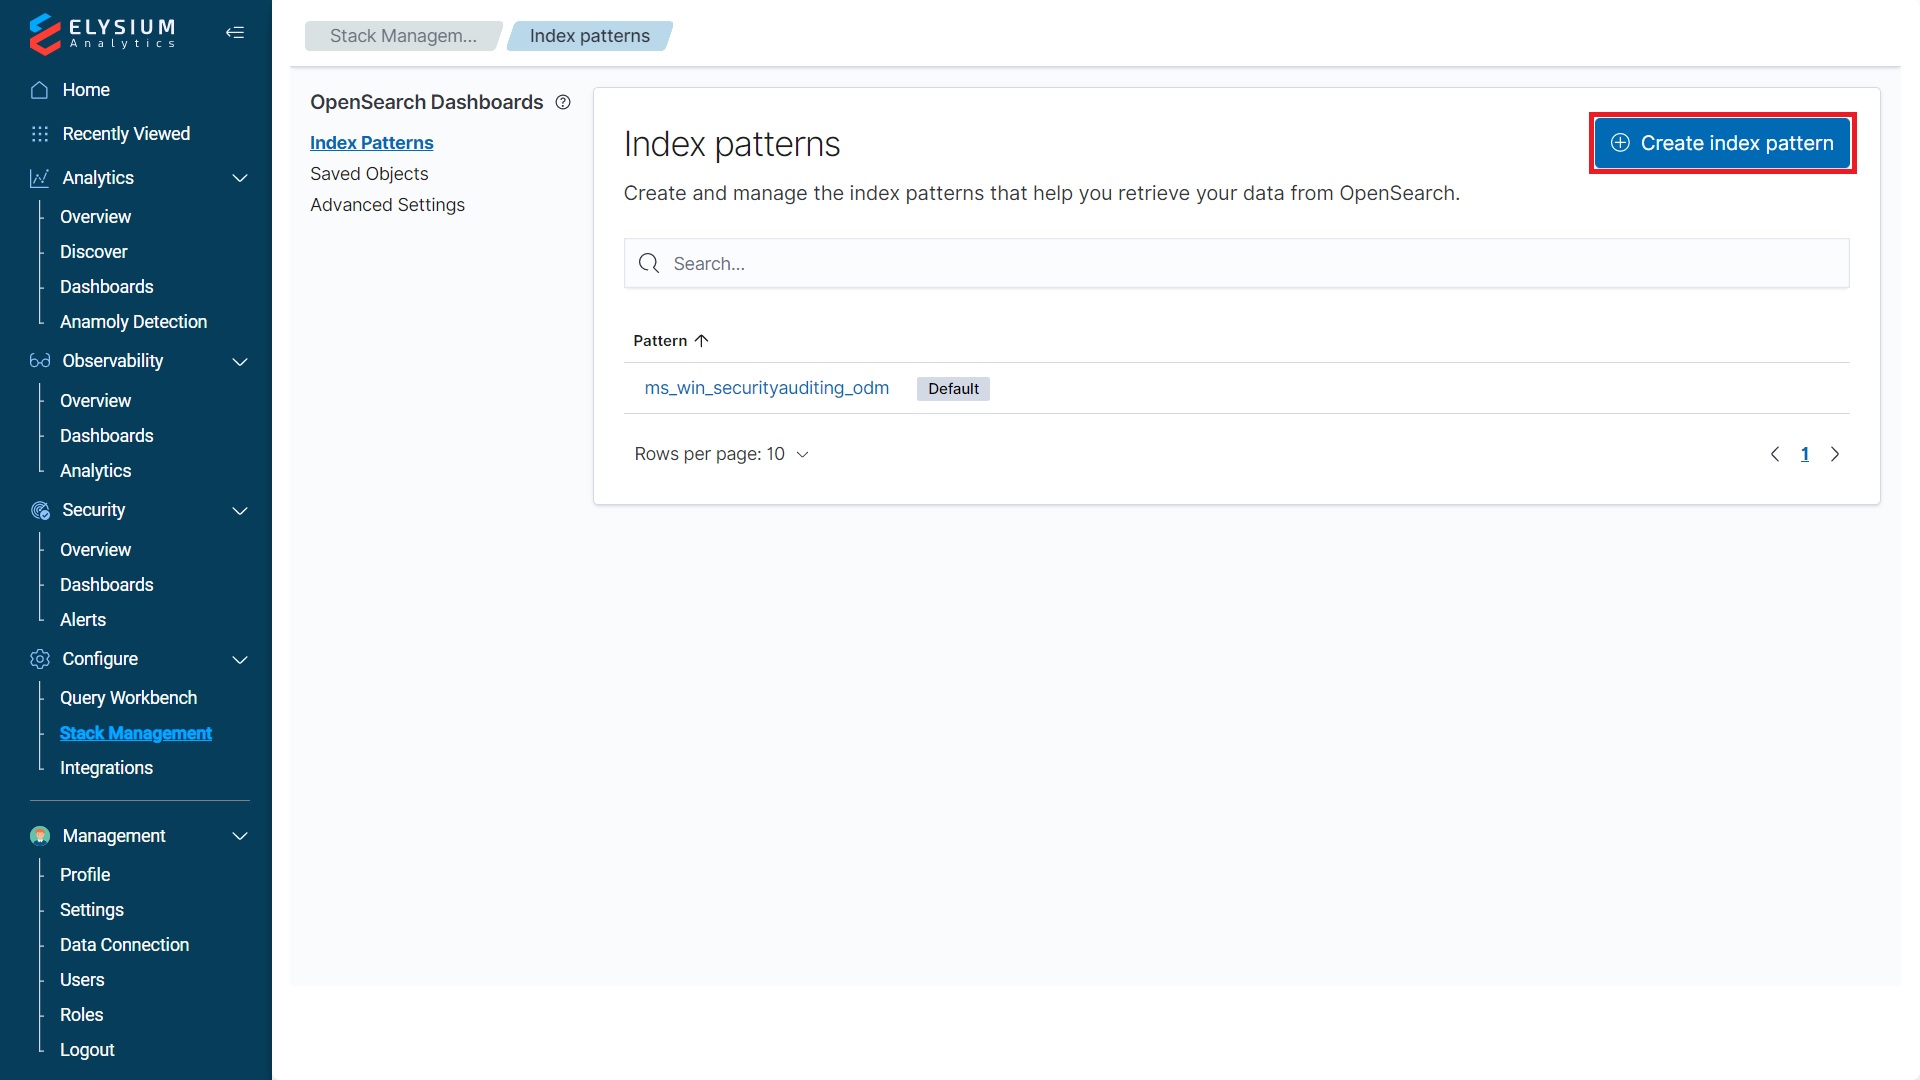 ELYSIUM
Analytics
Home
Recently Viewed
Analytics
Overview
Discover
Dashboards
Anamoly Detection
Observability
Overview
Dashboards
Analytics
Security
Overview
Dashboards
Alerts
Configure
Query Workbench
Stack Management
Integrations
Management
Profile
Settings
Data Connection
Users
Roles
Logout
Stack Managem... Index patterns
OpenSearch Dashboards
Index Patterns
Saved Objects
Advanced Settings
Index patterns
Create index pattern
Create and manage the index patterns that help you retrieve your data from OpenSearch.
Search...
Pattern
ms_win_securityauditing_odm Default
Rows per page: 10
1